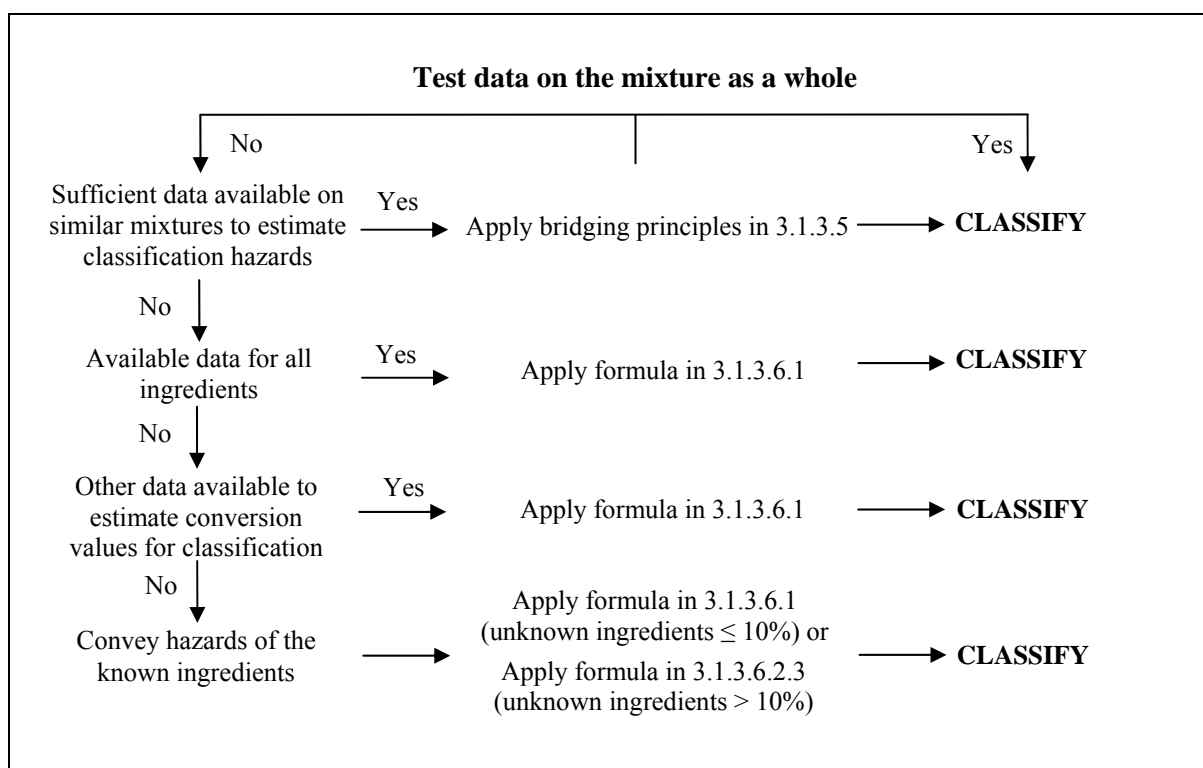 Test data on the mixture as a whole
No
Yes
Sufficient data available on
similar mixtures to estimate
classification hazards
Yes
Apply bridging principles in 3.1.3.5
CLASSIFY
No
Available data for all
ingredients
Yes
Apply formula in 3.1.3.6.1
CLASSIFY
No
Other data available to
estimate conversion
values for classification
Yes
Apply formula in 3.1.3.6.1
CLASSIFY
No
Convey hazards of the
known ingredients
Apply formula in 3.1.3.6.1
(unknown ingredients ≤ 10%) or
Apply formula in 3.1.3.6.2.3
(unknown ingredients > 10%)
CLASSIFY